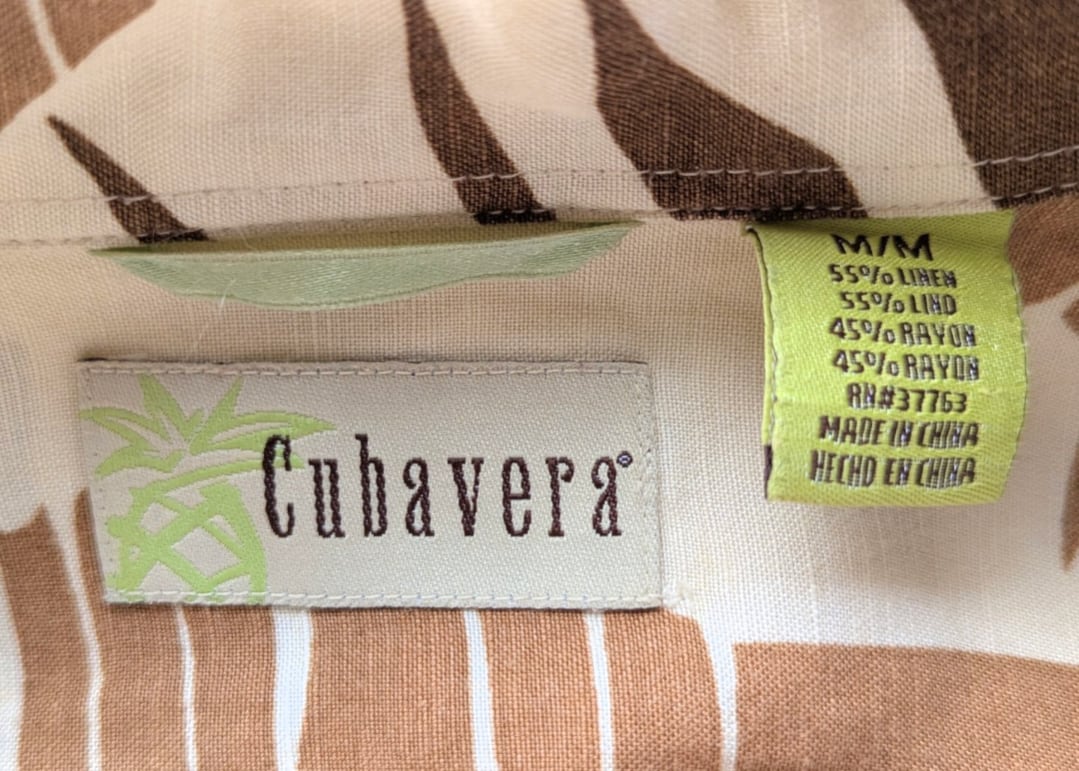 Cubavera®
M/M
55% LINEN
55% LINO
45% RAYON
45% RAYON
RN#37763
MADE IN CHINA
HECHO EN CHINA